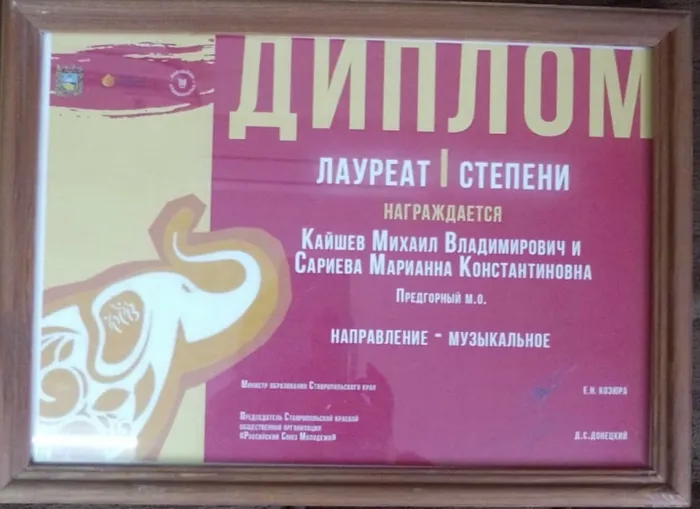 ДИПЛОМ
ЛАУРЕАТ I СТЕПЕНИ
НАГРАЖДАЕТСЯ
КАЙШЕВ МИХАИЛ ВЛАДИМИРОВИЧ И
САРИЕВА МАРИАННА КОНСТАНТИНОВНА
ПРЕДГОРНЫЙ М.О.
НАПРАВЛЕНИЕ - МУЗЫКАЛЬНОЕ
МИНИСТР ОБРАЗОВАНИЯ СТАВРОПОЛЬСКОГО КРАЯ Е.Н. КОЗЮРА
ПРЕДСЕДАТЕЛЬ СТАВРОПОЛЬСКОЙ КРАЕВОЙ
ОБЩЕСТВЕННОЙ ОРГАНИЗАЦИИ
«РОССИЙСКИЙ СОЮЗ МОЛОДЕЖИ» Д.С.ДОНЕЦКИЙ